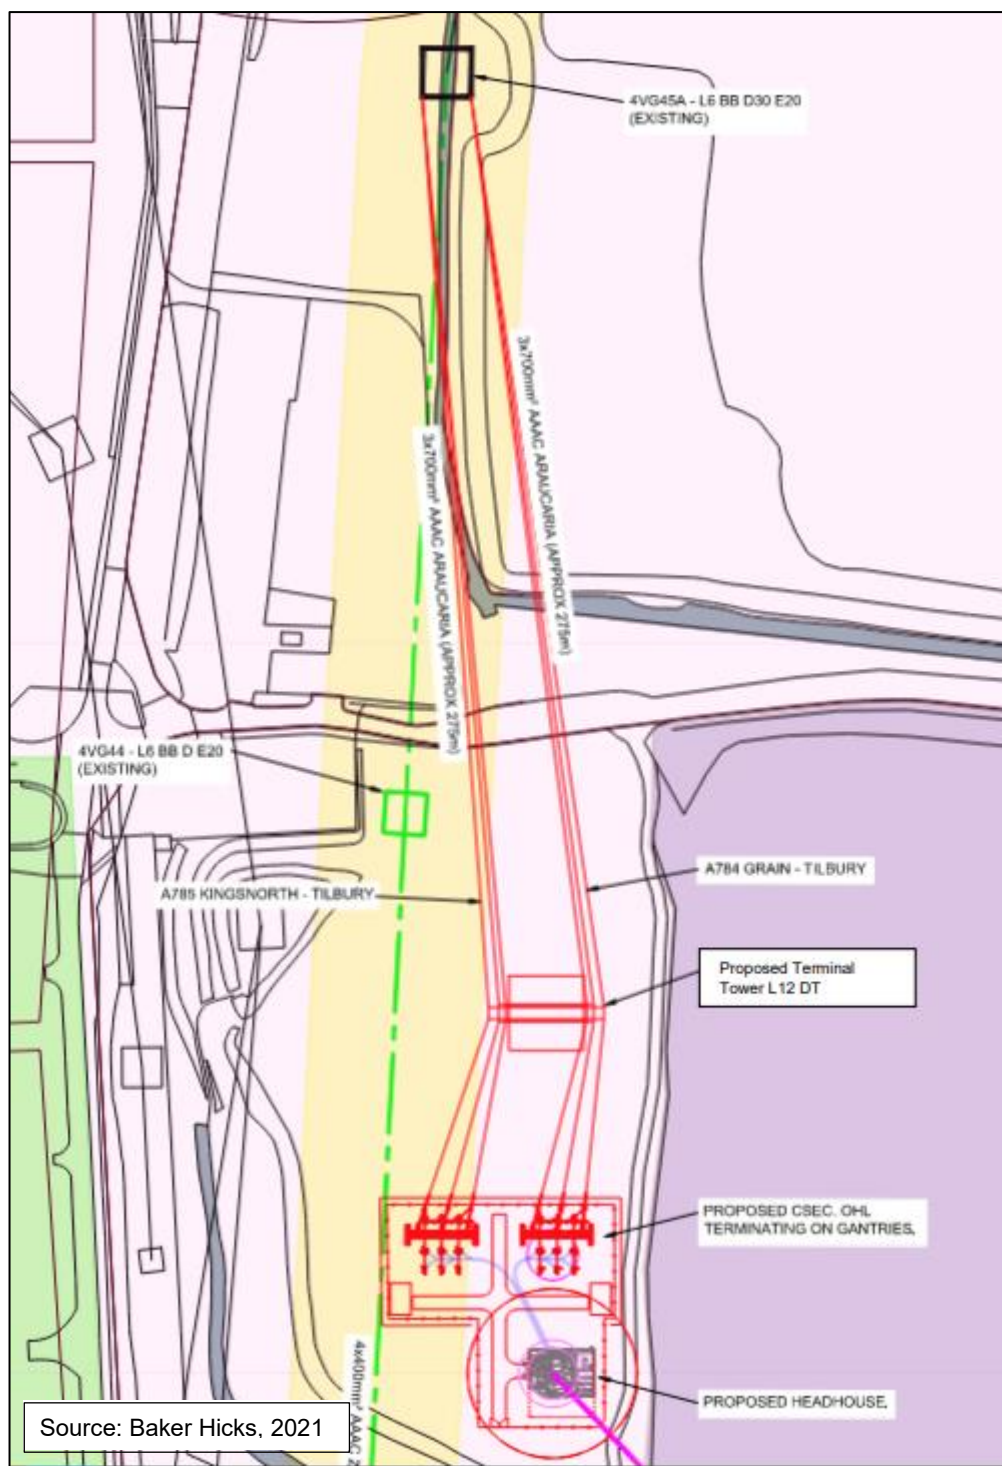 4VG45A - L6 BB D30 E20
(EXISTING)
3x700mm² AAAC ARAUCARIA (APPROX 275m)
3x700mm² AAAC ARAUCARIA (APPROX 275m)
4VG44 - L6 BB D E20
(EXISTING)
A785 KINGSNORTH - TILBURY
A784 GRAIN - TILBURY
Proposed Terminal
Tower L12 DT
PROPOSED CSEC. OHL
TERMINATING ON GANTRIES.
PROPOSED HEADHOUSE.
4x400mm² AAAC
Source: Baker Hicks, 2021